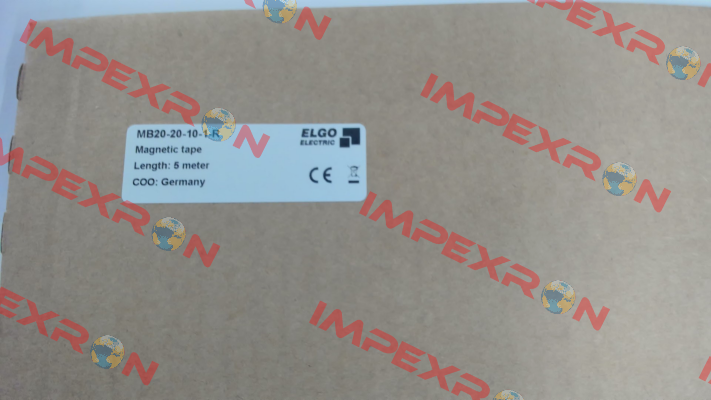 MB20-20-10-1-R
Magnetic tape
Length: 5 meter
COO: Germany
ELGO
ELECTRIC
CE
IMPEXRON
IMPEXRON
IMPEXRON
IMPEXRON
IMPEXRON
IMPEXRON